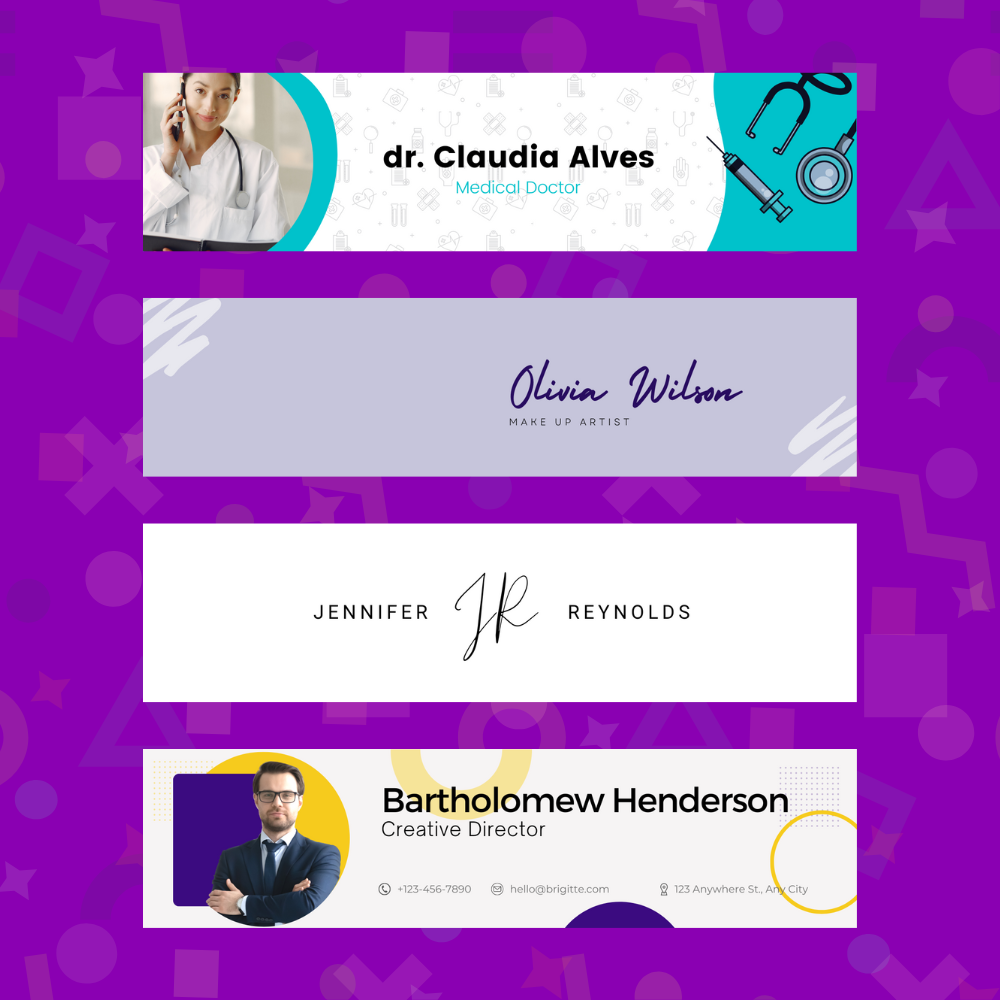 dr. Claudia Alves
Medical Doctor
Olivia Wilson
MAKE UP ARTIST
JENNIFER JR REYNOLDS
Bartholomew Henderson
Creative Director
+123-456-7890 hello@brigitte.com 123 Anywhere St., Any City